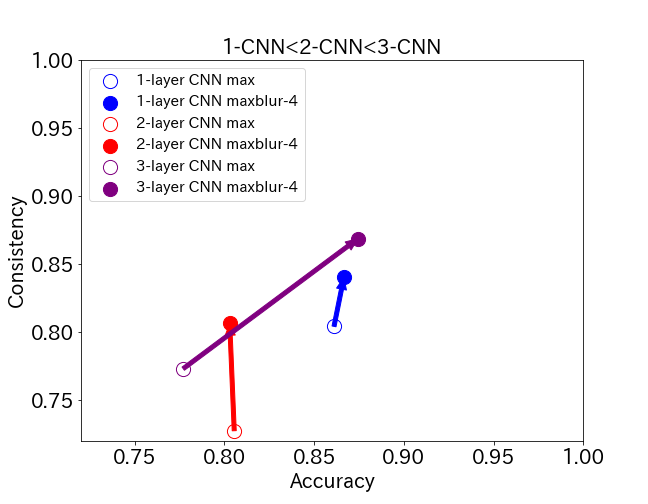 1-CNN<2-CNN<3-CNN
1.00
0.95
0.90
0.85
0.80
0.75
Consistency
1-layer CNN max
1-layer CNN maxblur-4
2-layer CNN max
2-layer CNN maxblur-4
3-layer CNN max
3-layer CNN maxblur-4
0.75 0.80 0.85 0.90 0.95 1.00
Accuracy